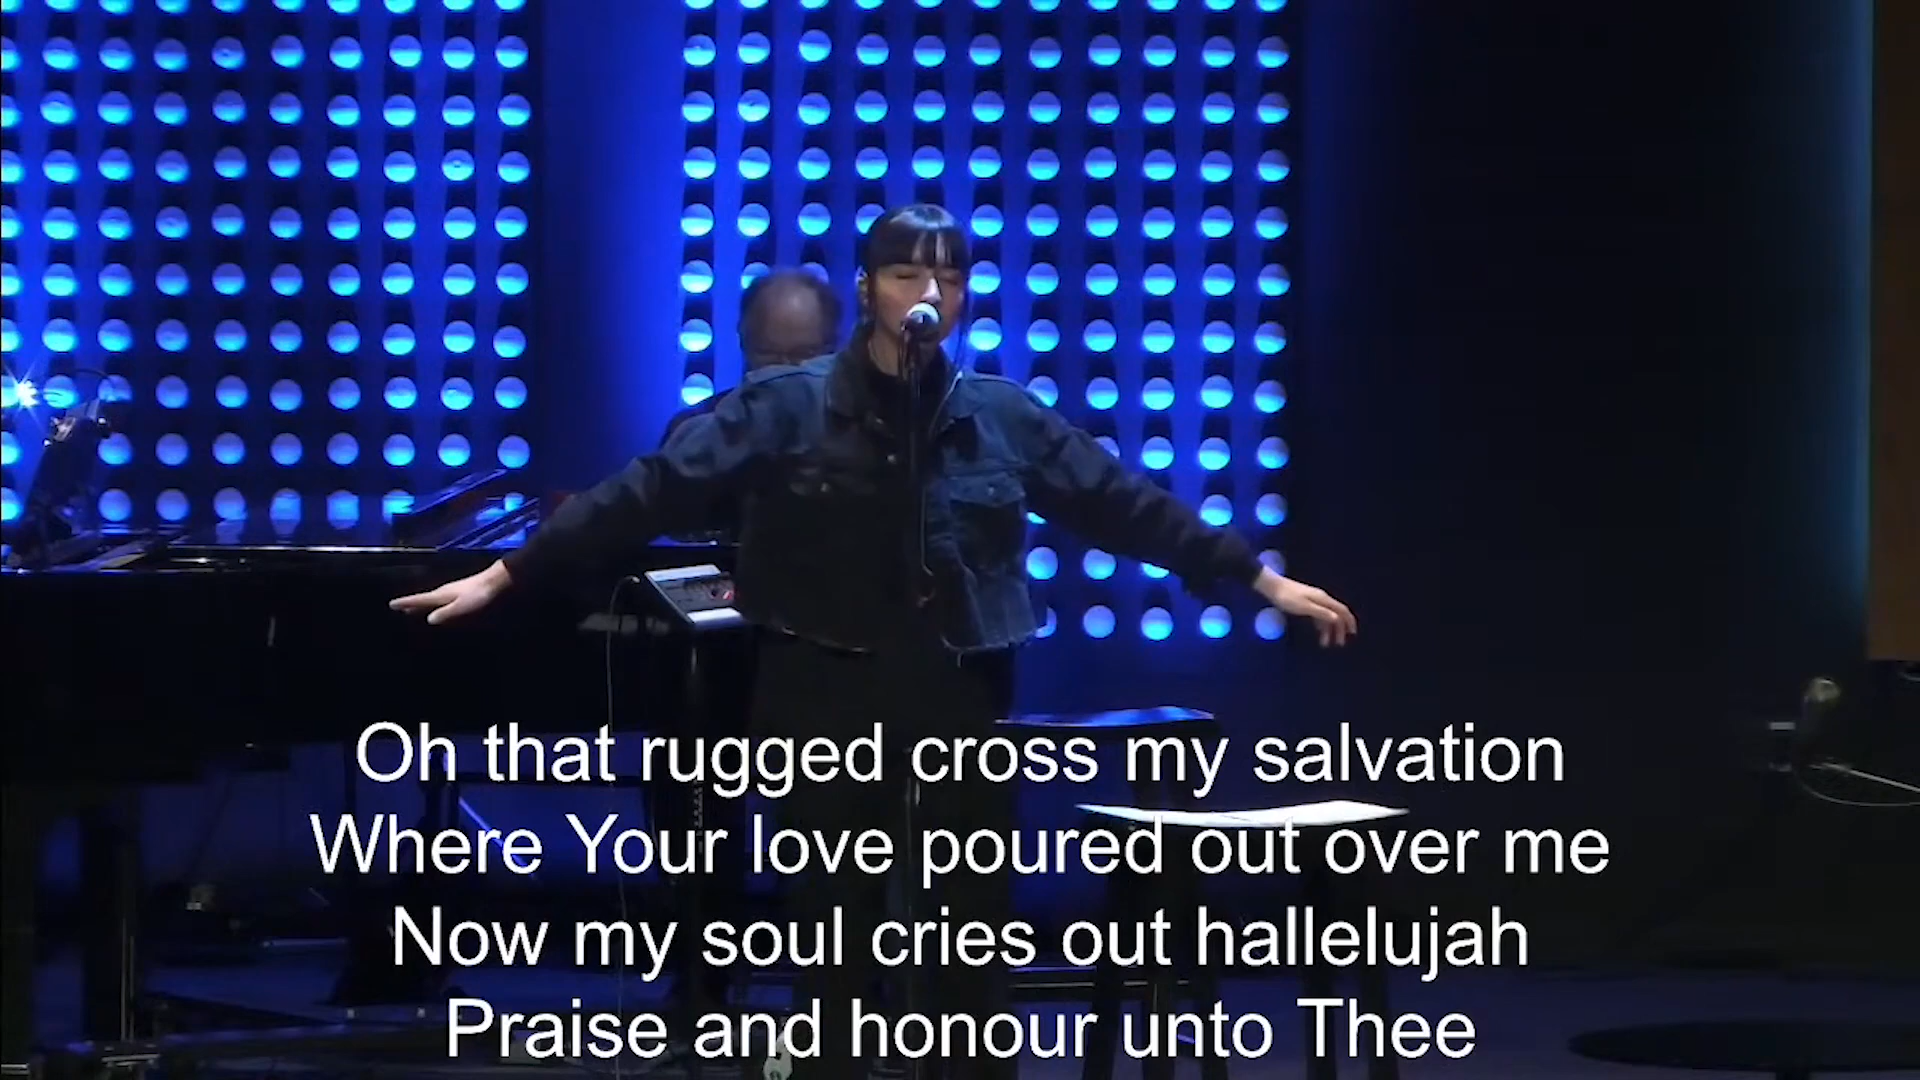 Oh that rugged cross my salvation
Where Your love poured out over me
Now my soul cries out hallelujah
Praise and honour unto Thee